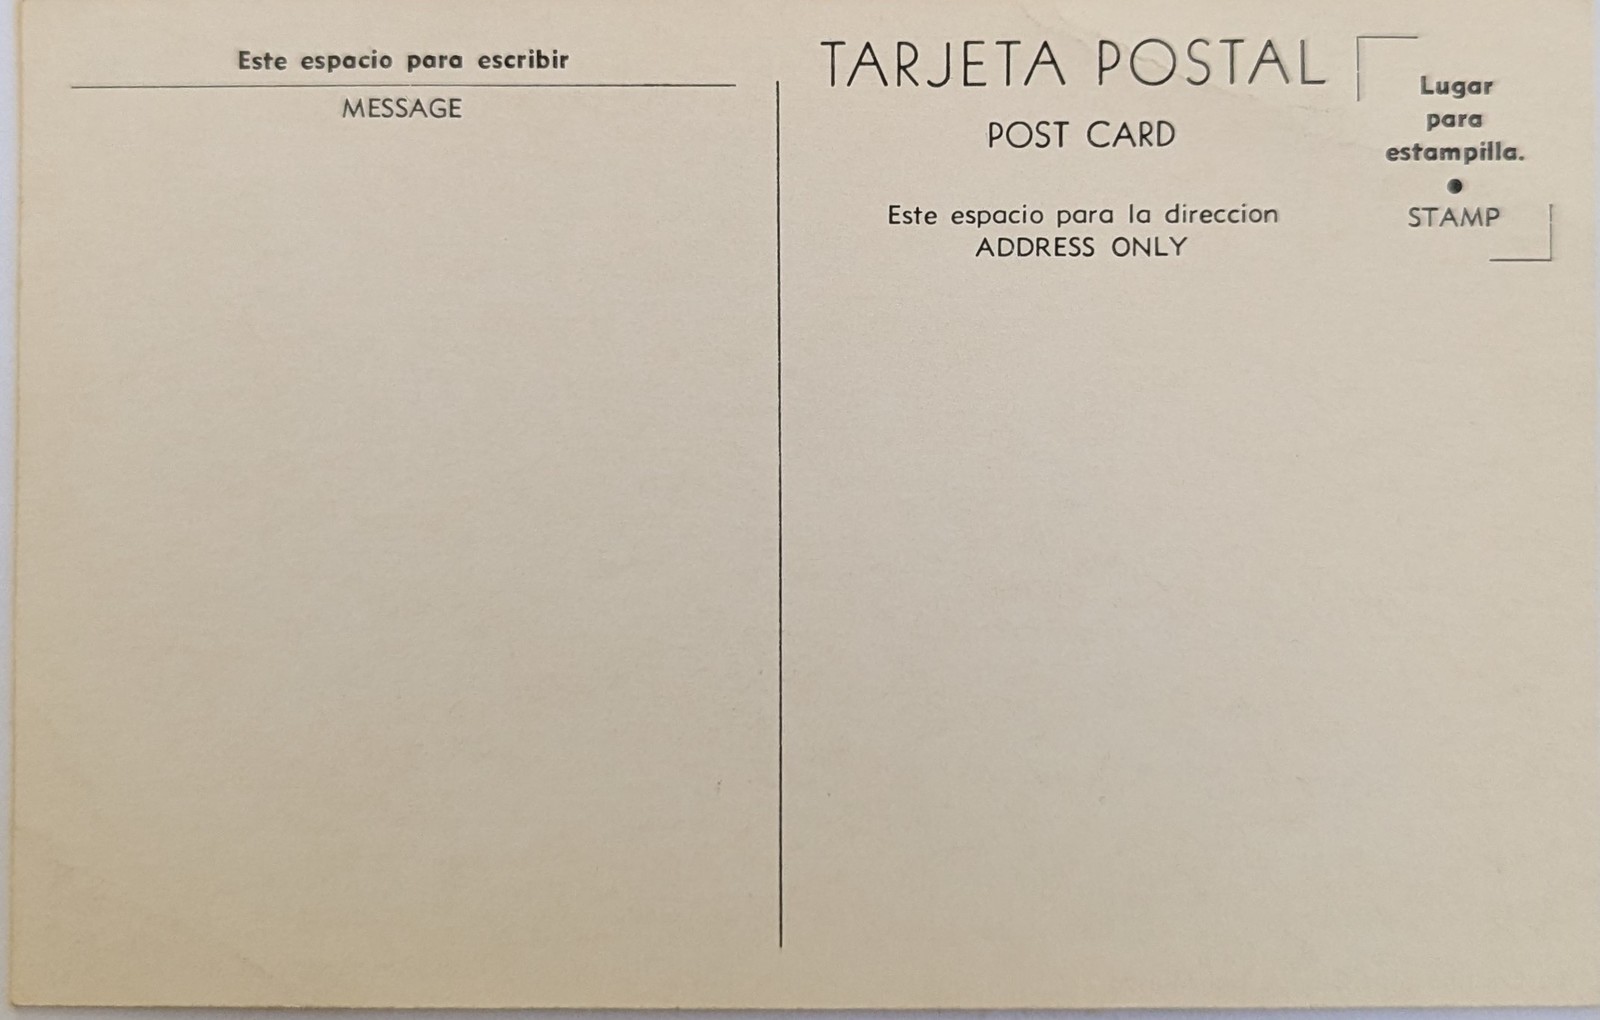 Este espacio para escribir
MESSAGE
TARJETA POSTAL
POST CARD
Este espacio para la direccion
ADDRESS ONLY
Lugar
para
estampilla.
•
STAMP